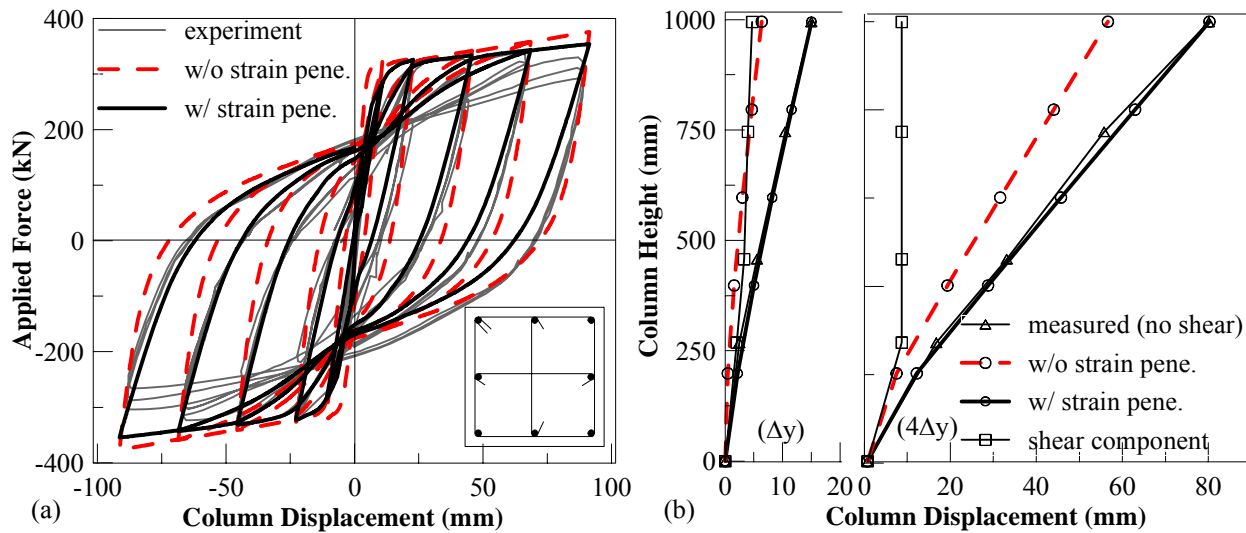 400
200
0
-200
-400
Applied Force (kN)
experiment
w/o strain pene.
w/ strain pene.
-100
-50
0
50
100
(a)
Column Displacement (mm)
1000
750
500
250
0
Column Height (mm)
(Δy)
(4Δy)
measured (no shear)
w/o strain pene.
w/ strain pene.
shear component
0
10
20
0
20
40
60
80
(b)
Column Displacement (mm)